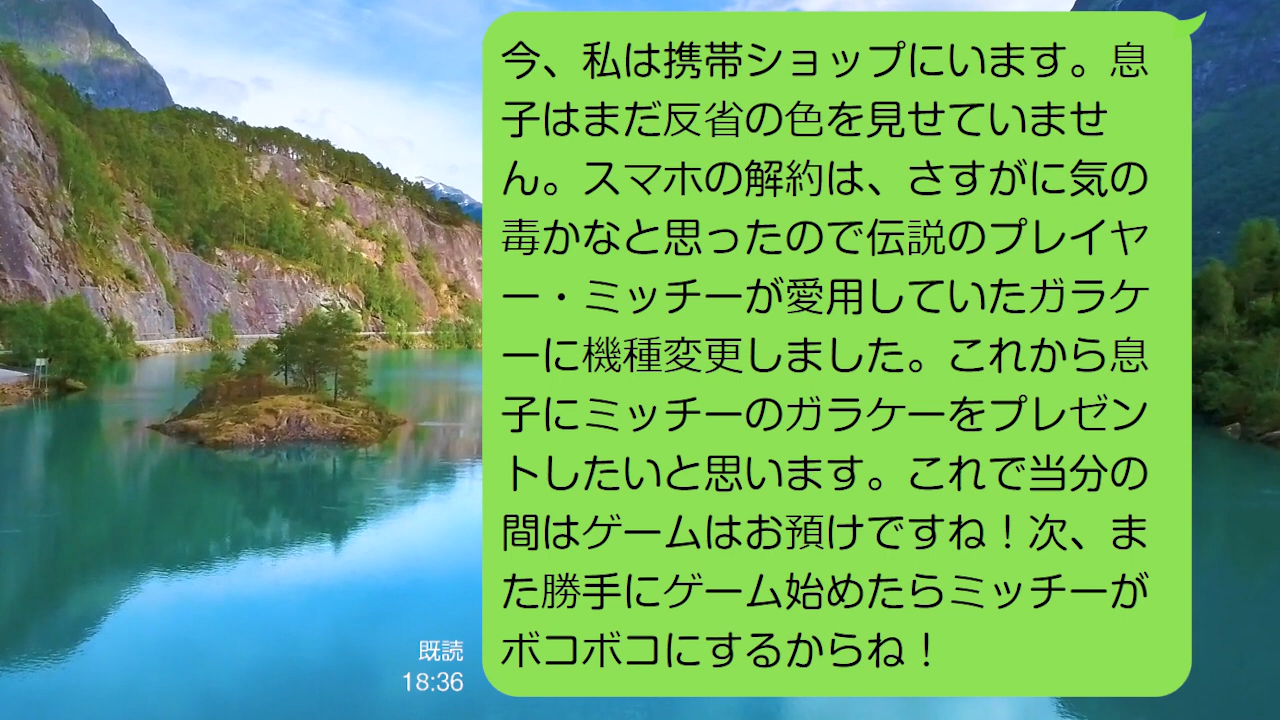 今、私は携帯ショップにいます。息
子はまだ反省の色を見せていませ
ん。スマホの解約は、さすがに気の
毒かなと思ったので伝説のプレイヤ
ー・ミッチーが愛用していたガラケ
ーに機種変更しました。これから息
子にミッチーのガラケーをプレゼン
トしたいと思います。これで当分の
間はゲームはお預けですね！次、ま
た勝手にゲーム始めたらミッチーが
ボコボコにするからね！
既読
18:36